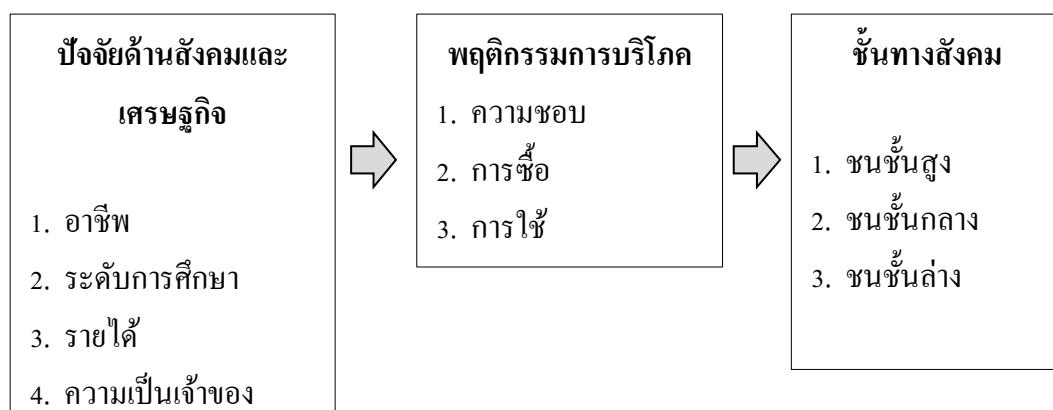 ปัจจัยด้านสังคมและ
เศรษฐกิจ
1. อาชีพ
2. ระดับการศึกษา
3. รายได้
4. ความเป็นเจ้าของ
พฤติกรรมการบริโภค
1. ความชอบ
2. การซื้อ
3. การใช้
ชั้นทางสังคม
1. ชนชั้นสูง
2. ชนชั้นกลาง
3. ชนชั้นล่าง